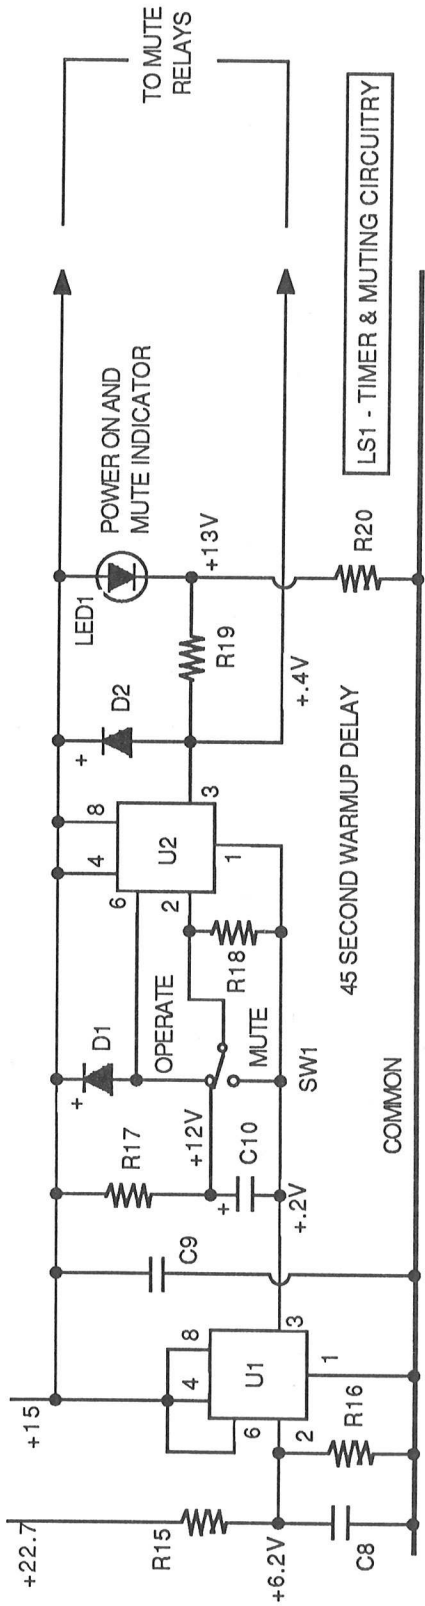 +22.7
+15
R15
+6.2V
C8
R16
U1
6
4
8
2
1
3
C9
R17
+12V
+
C10
+.2V
D1
+
OPERATE
MUTE
SW1
R18
U2
6
4
8
2
1
3
D2
+
R19
+.4V
LED1
POWER ON AND
MUTE INDICATOR
+13V
R20
TO MUTE
RELAYS
45 SECOND WARMUP DELAY
COMMON
LS1 - TIMER & MUTING CIRCUITRY